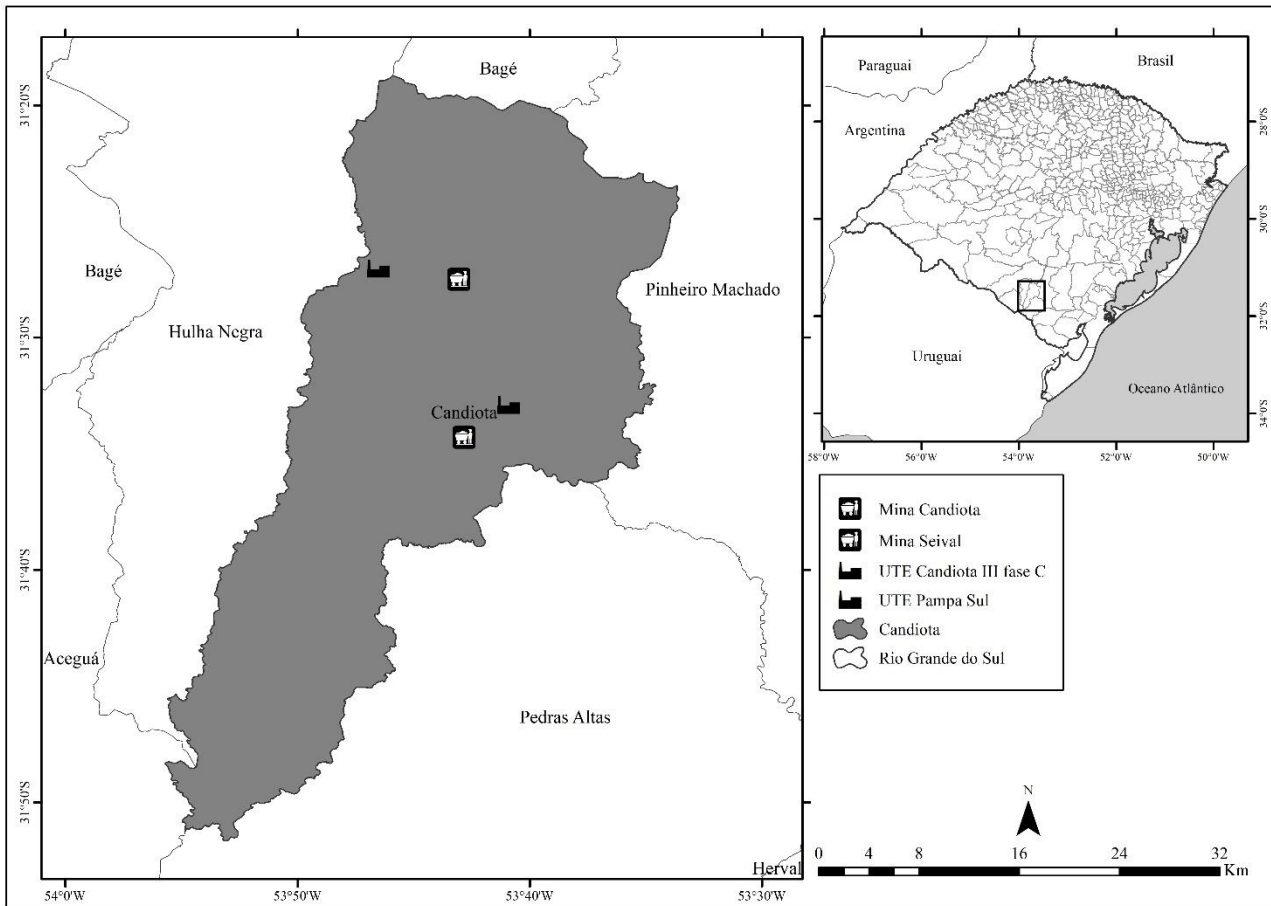 Bagé
31°20'S
Bagé
Hulha Negra
Pinheiro Machado
31°30'S
Candiota
31°40'S
Aceguá
Pedras Altas
31°50'S
Herval
54°0'W
53°50'W
53°40'W
53°30'W
Paraguai
Brasil
Argentina
28°0'S
30°0'S
32°0'S
Uruguai
Oceano Atlântico
34°0'S
58°0'W
56°0'W
54°0'W
52°0'W
50°0'W
Mina Candiota
Mina Seival
UTE Candiota III fase C
UTE Pampa Sul
Candiota
Rio Grande do Sul
N
0 4 8 16 24 32
Km